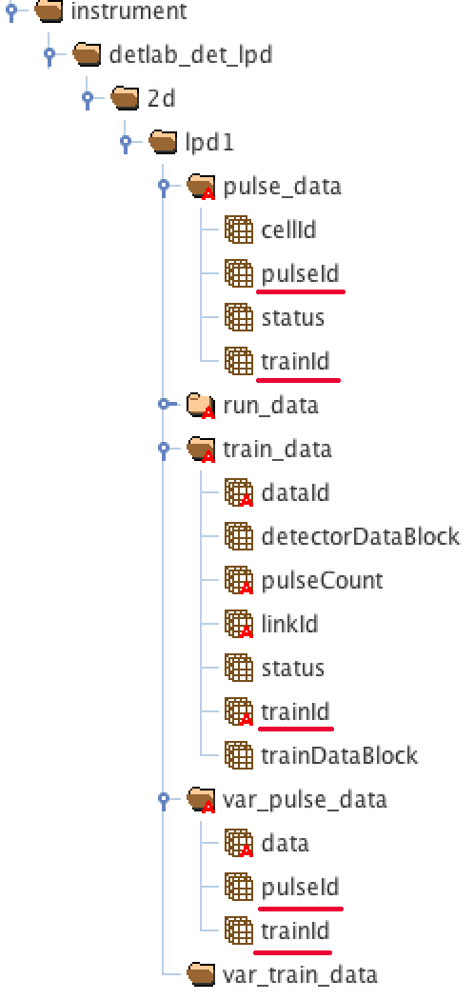 instrument
detlab_det_lpd
2d
lpd1
pulse_data
cellId
pulseId
status
trainId
run_data
train_data
dataId
detectorDataBlock
pulseCount
linkId
status
trainId
trainDataBlock
var_pulse_data
data
pulseId
trainId
var_train_data